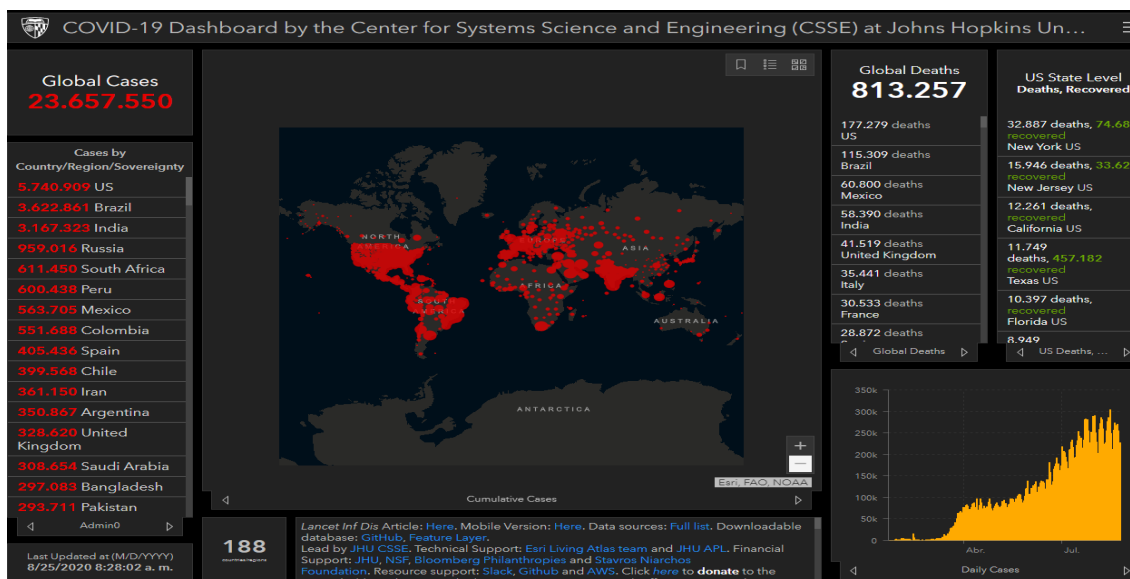 COVID-19 Dashboard by the Center for Systems Science and Engineering (CSSE) at Johns Hopkins Un...
Global Cases
23.657.550
Cases by
Country/Region/Sovereignty
5.740.909 US
3.622.861 Brazil
3.167.323 India
959.016 Russia
611.450 South Africa
600.438 Peru
563.705 Mexico
551.688 Colombia
405.436 Spain
399.568 Chile
361.150 Iran
350.867 Argentina
328.620 United
Kingdom
308.654 Saudi Arabia
297.083 Bangladesh
293.711 Pakistan
Admin0
Last Updated at (M/D/YYYY)
8/25/2020 8:28:02 a. m.
NORTH
AMERICA
SOUTH
AMERICA
EUROPE
AFRICA
ASIA
AUSTRALIA
ANTARCTICA
Esri, FAO, NOAA
Cumulative Cases
188
countries/regions
Lancet Inf Dis Article: Here. Mobile Version: Here. Data sources: Full list. Downloadable
database: GitHub, Feature Layer.
Lead by JHU CSSE. Technical Support: Esri Living Atlas team and JHU APL. Financial
Support: JHU, NSF, Bloomberg Philanthropies and Stavros Niarchos
Foundation. Resource support: Slack, Github and AWS. Click here to donate to the
Global Deaths
813.257
177.279 deaths
US
115.309 deaths
Brazil
60.800 deaths
Mexico
58.390 deaths
India
41.519 deaths
United Kingdom
35.441 deaths
Italy
30.533 deaths
France
28.872 deaths
Global Deaths
US State Level
Deaths, Recovered
32.887 deaths, 74.68
recovered
New York US
15.946 deaths, 33.62
recovered
New Jersey US
12.261 deaths,
recovered
California US
11.749
deaths, 457.182
recovered
Texas US
10.397 deaths,
recovered
Florida US
8.949
US Deaths, ...
350k
300k
250k
200k
150k
100k
50k
0
Abr.
Jul.
Daily Cases